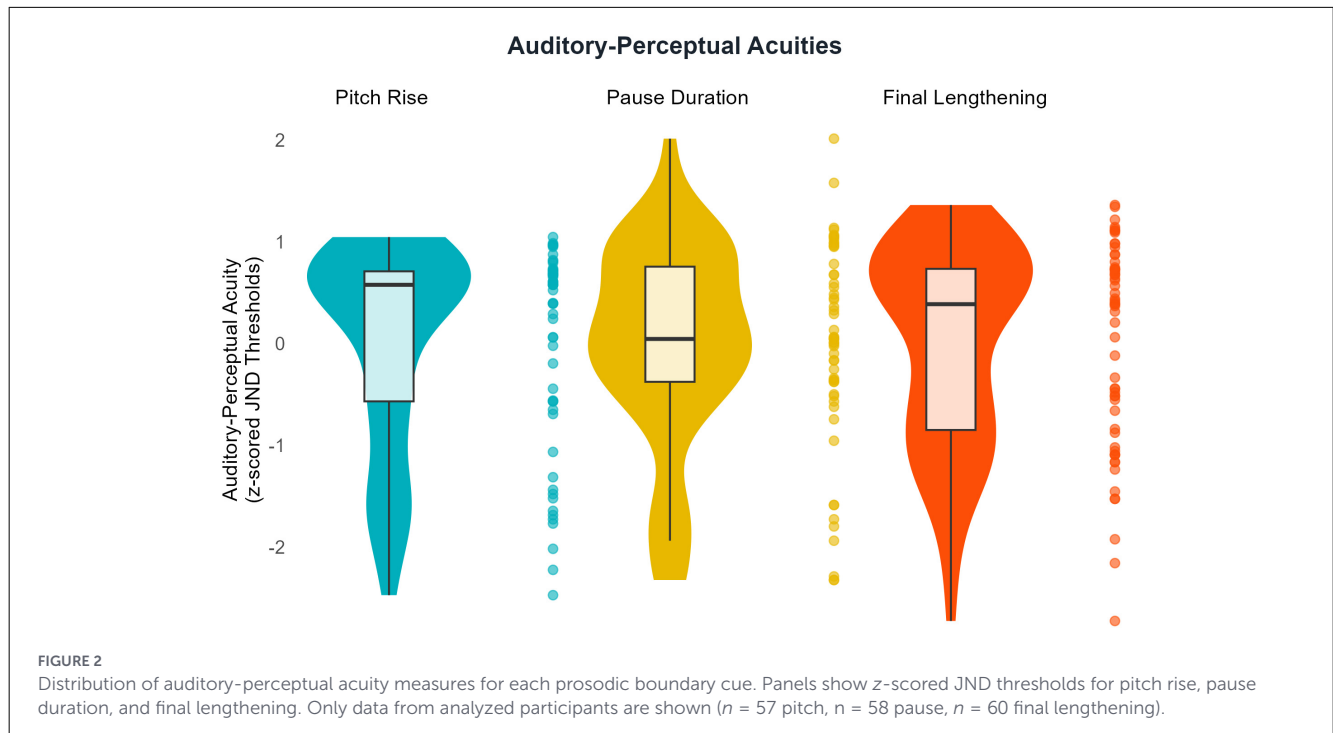 Auditory-Perceptual Acuities
Pitch Rise
Pause Duration
Final Lengthening
Auditory-Perceptual Acuity
(z-scored JND Thresholds)
2
1
0
-1
-2
FIGURE 2
Distribution of auditory-perceptual acuity measures for each prosodic boundary cue. Panels show z-scored JND thresholds for pitch rise, pause
duration, and final lengthening. Only data from analyzed participants are shown (n = 57 pitch, n = 58 pause, n = 60 final lengthening).